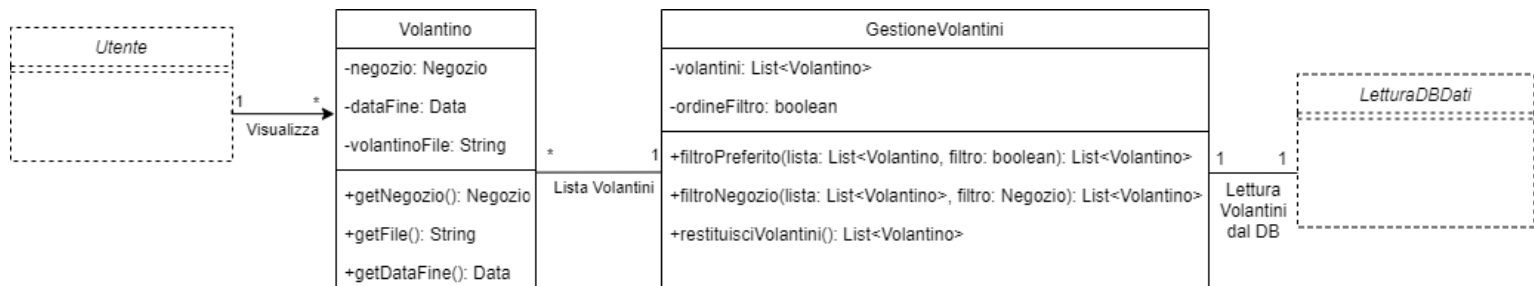 Utente
1
*
Visualizza
Volantino
-negozio: Negozio
-dataFine: Data
-volantinoFile: String
+getNegozio(): Negozio
+getFile(): String
+getDataFine(): Data
*
1
Lista Volantini
GestioneVolantini
-volantini: List<Volantino>
-ordineFiltro: boolean
+filtroPreferito(lista: List<Volantino, filtro: boolean): List<Volantino>
+filtroNegozio(lista: List<Volantino>, filtro: Negozio): List<Volantino>
+restituisciVolantini(): List<Volantino>
1
1
Lettura
Volantini
dal DB
LetturaDBDati